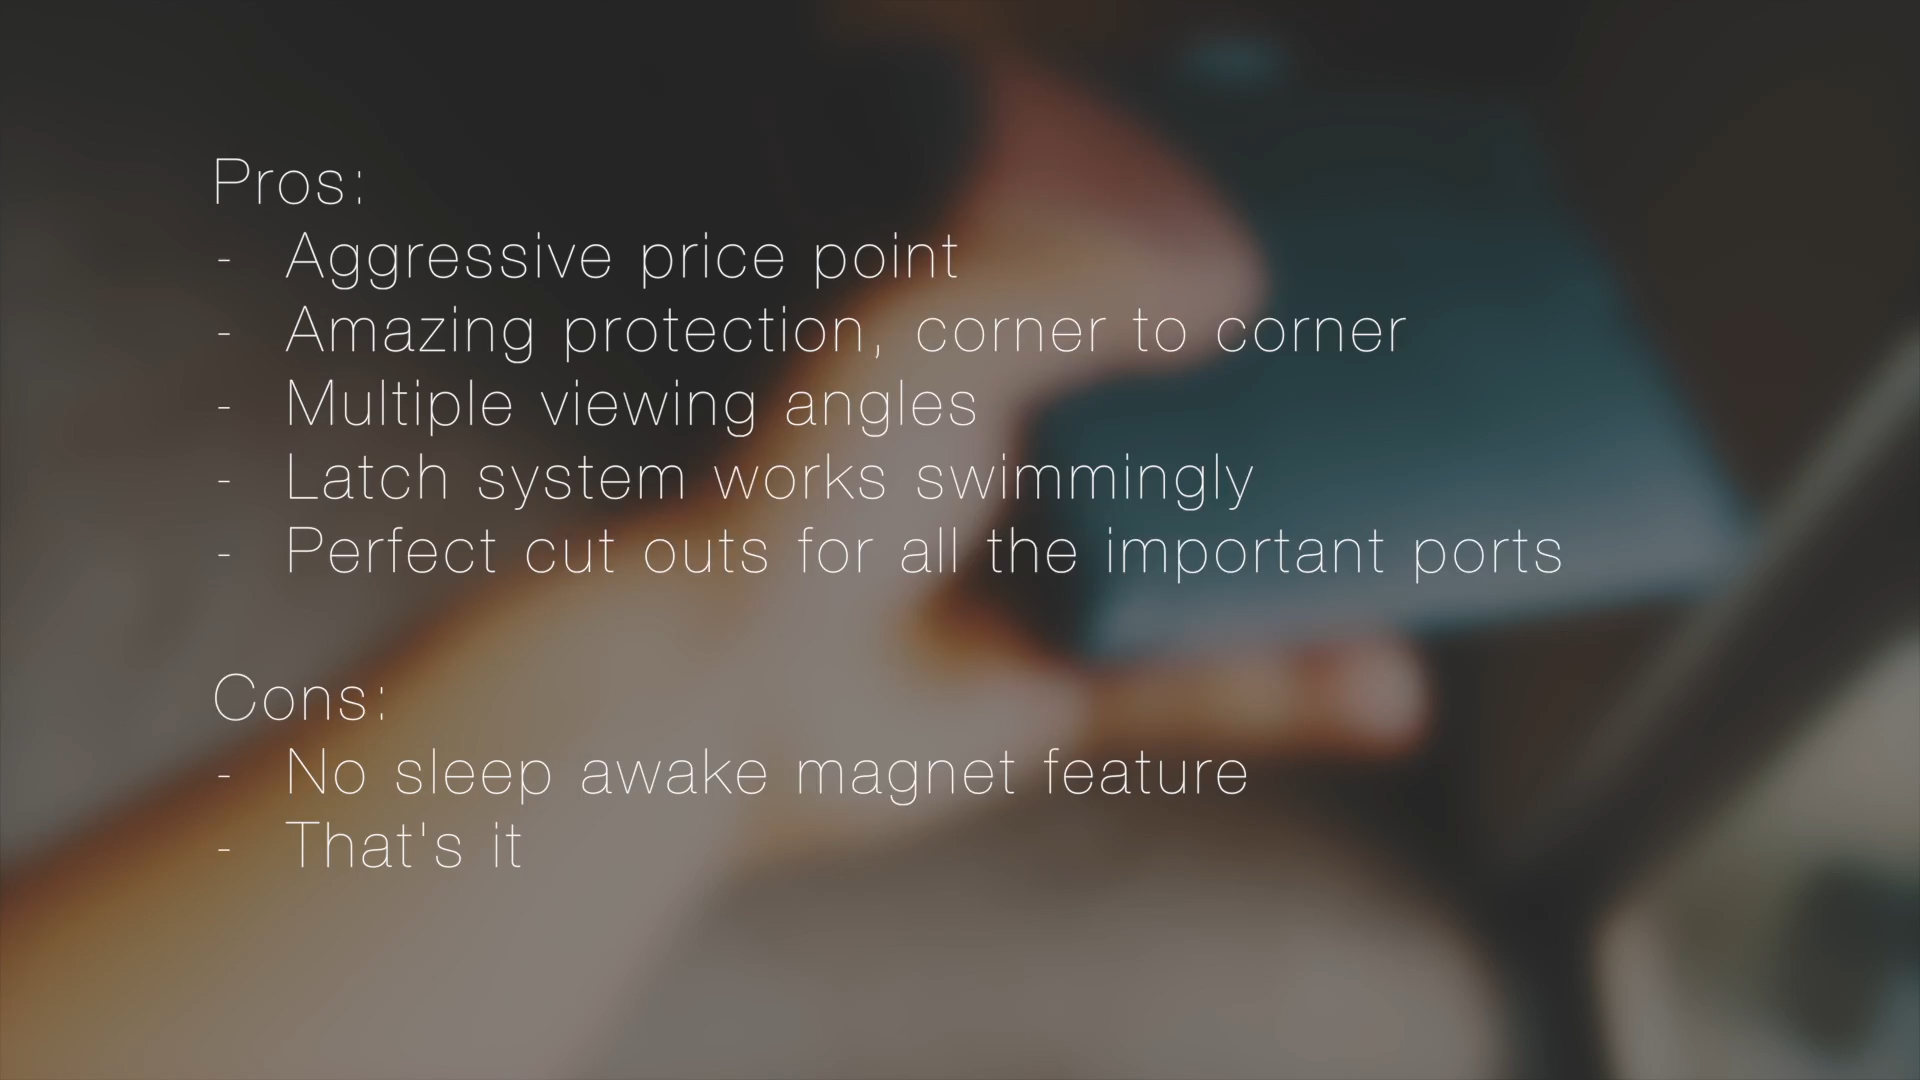 Pros:
- Aggressive price point
- Amazing protection, corner to corner
- Multiple viewing angles
- Latch system works swimmingly
- Perfect cut outs for all the important ports
Cons:
- No sleep awake magnet feature
- That's it